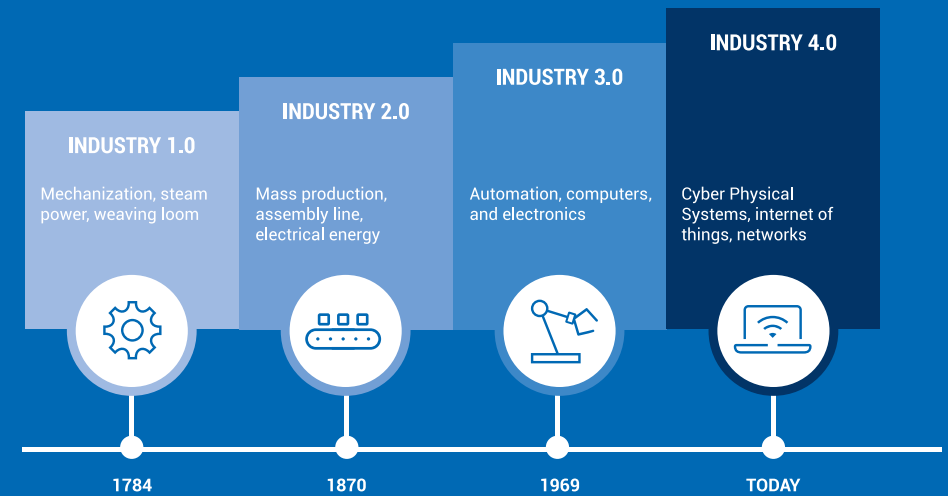 INDUSTRY 1.0
Mechanization, steam
power, weaving loom
1784
INDUSTRY 2.0
Mass production,
assembly line,
electrical energy
1870
INDUSTRY 3.0
Automation, computers,
and electronics
1969
INDUSTRY 4.0
Cyber Physical
Systems, internet of
things, networks
TODAY